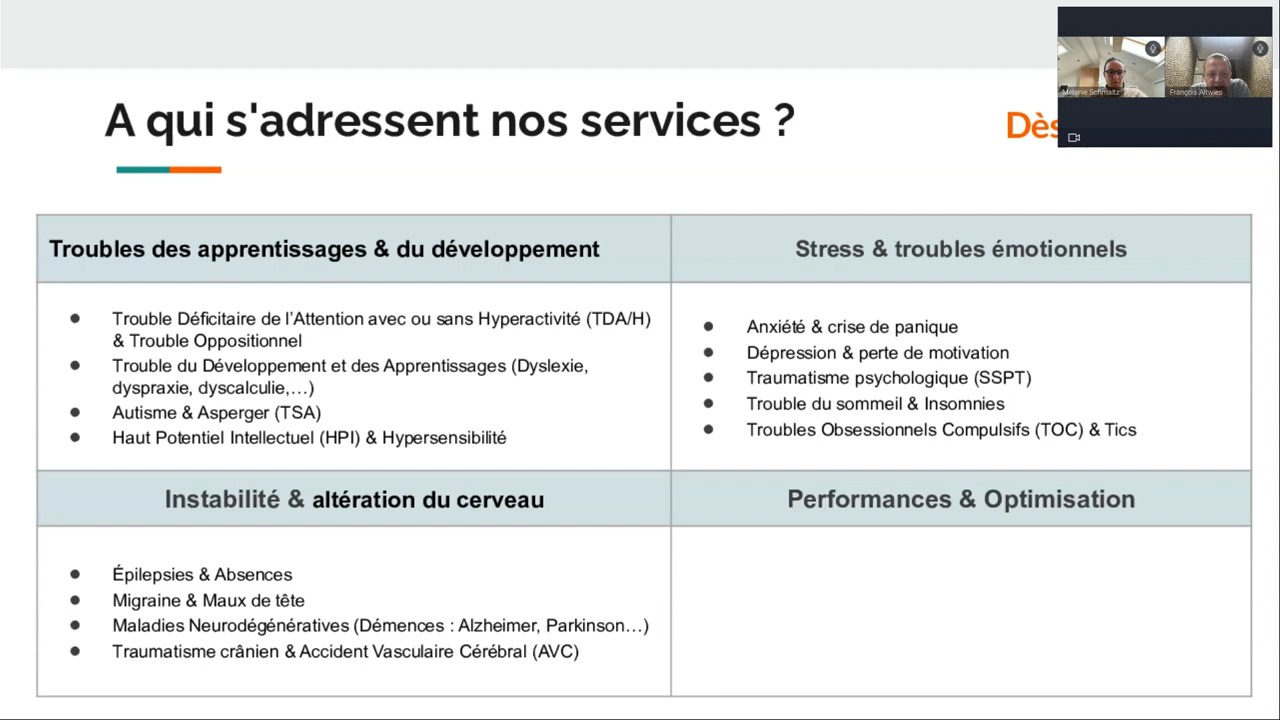 A qui s'adressent nos services ?
Dès
Mélanie Schmaltz
François Altwies
Troubles des apprentissages & du développement
Stress & troubles émotionnels
● Trouble Déficitaire de l'Attention avec ou sans Hyperactivité (TDA/H)
& Trouble Oppositionnel
● Trouble du Développement et des Apprentissages (Dyslexie,
dyspraxie, dyscalculie,…)
● Autisme & Asperger (TSA)
● Haut Potentiel Intellectuel (HPI) & Hypersensibilité
● Anxiété & crise de panique
● Dépression & perte de motivation
● Traumatisme psychologique (SSPT)
● Trouble du sommeil & Insomnies
● Troubles Obsessionnels Compulsifs (TOC) & Tics
Instabilité & altération du cerveau
Performances & Optimisation
● Épilepsies & Absences
● Migraine & Maux de tête
● Maladies Neurodégénératives (Démences : Alzheimer, Parkinson…)
● Traumatisme crânien & Accident Vasculaire Cérébral (AVC)